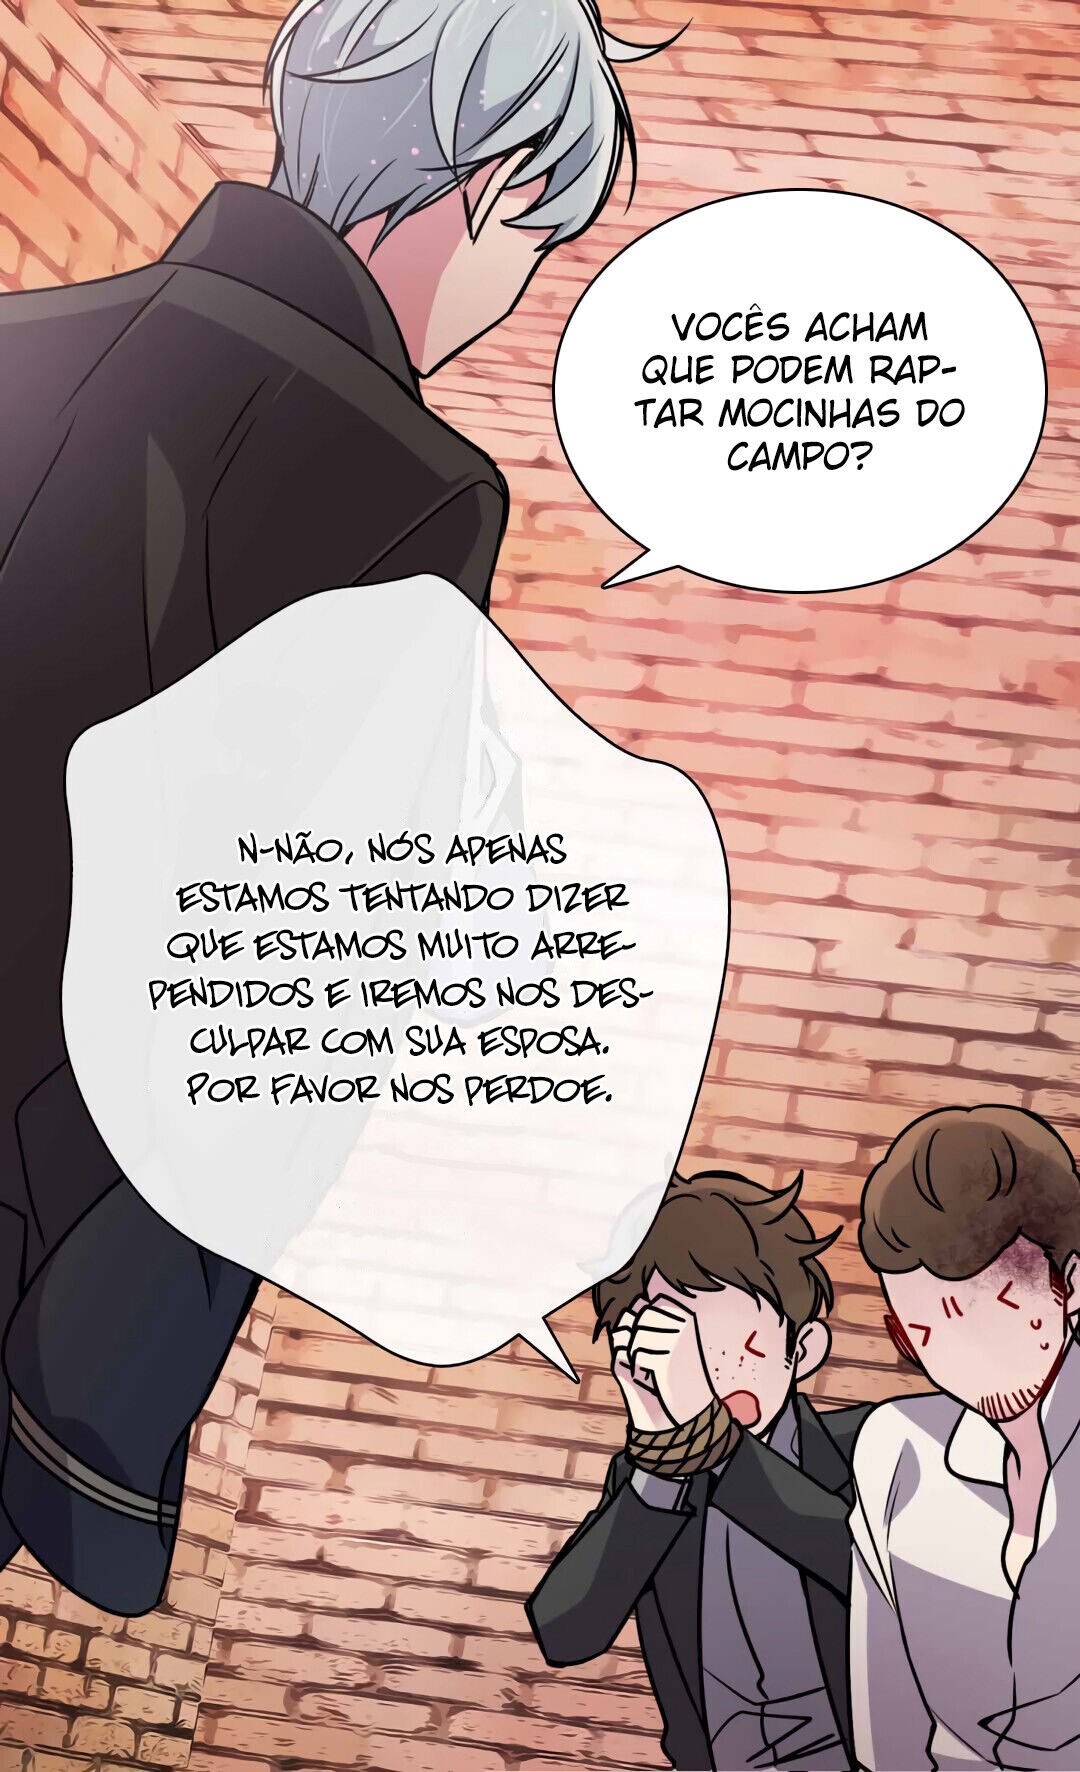 VOCÊS ACHAM
QUE PODEM RAP-
TAR MOCINHAS DO
CAMPO?
N-NÃO, NÓS APENAS
ESTAMOS TENTANDO DIZER
QUE ESTAMOS MUITO ARRE-
PENDIDOS E IREMOS NOS DES-
CULPAR COM SUA ESPOSA.
POR FAVOR NOS PERDOE.